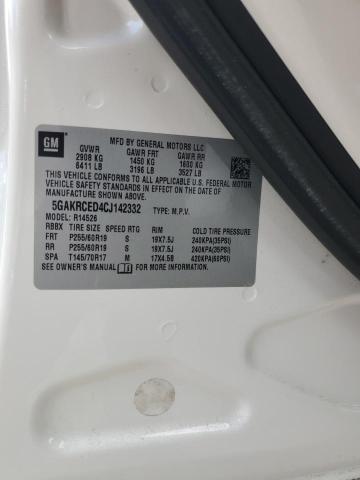 GM
MFD BY GENERAL MOTORS LLC
GVWR GAWR FRT GAWR RR
2908 KG 1450 KG 1600 KG
6411 LB 3196 LB 3527 LB
THIS VEHICLE CONFORMS TO ALL APPLICABLE U.S. FEDERAL MOTOR
VEHICLE SAFETY, AND THEFT PREVENTION STANDARDS
IN EFFECT ON THE DATE OF
MANUFACTURE SHOWN ABOVE.
5GAKRCED4CJ142332 TYPE: M.P.V.
MODEL: R14526
RBBX TIRE SIZE SPEED RTG RIM COLD TIRE PRESSURE
FRT P255/60R19 S 19X7.5J 240KPA(35PSI)
RR P255/60R19 S 19X7.5J 240KPA(35PSI)
SPA T145/70R17 M 17X4.5B 420KPA(60PSI)
SEE OWNER'S MANUAL FOR MORE INFORMATION.